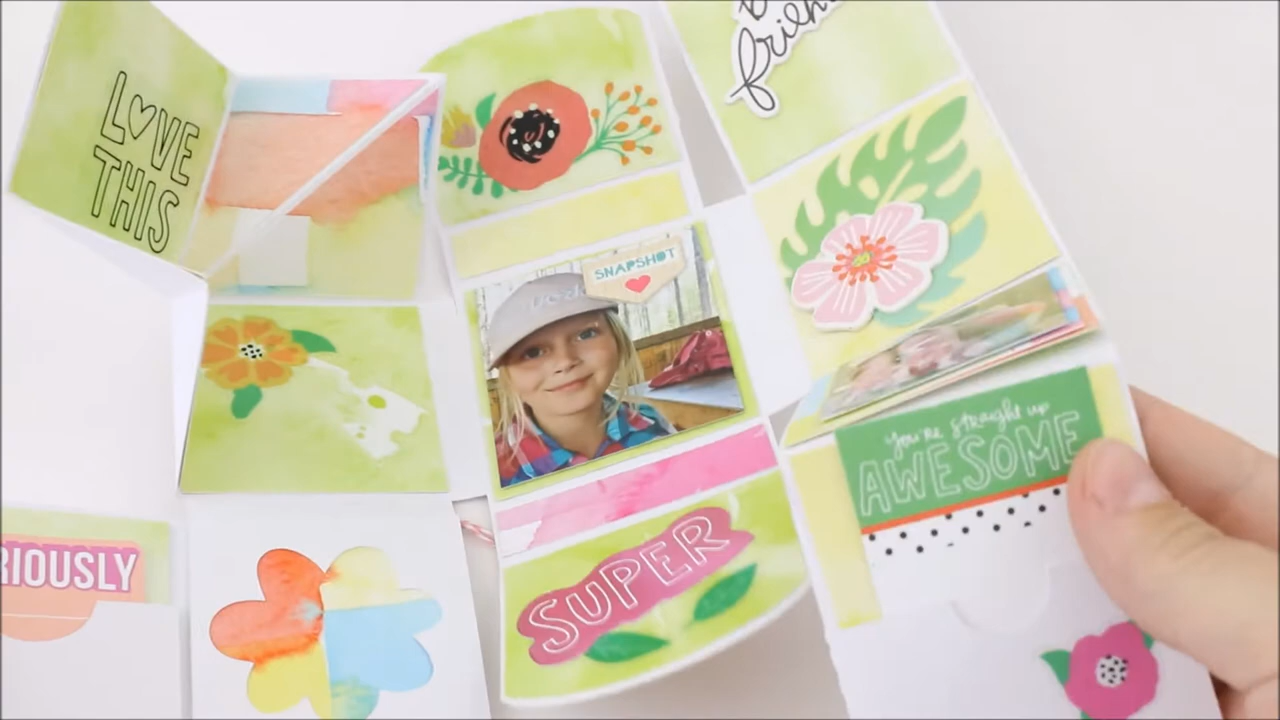 LOVE
THIS
friend
SNAPSHOT
you're straight up
AWESOME
RIOUSLY
SUPER